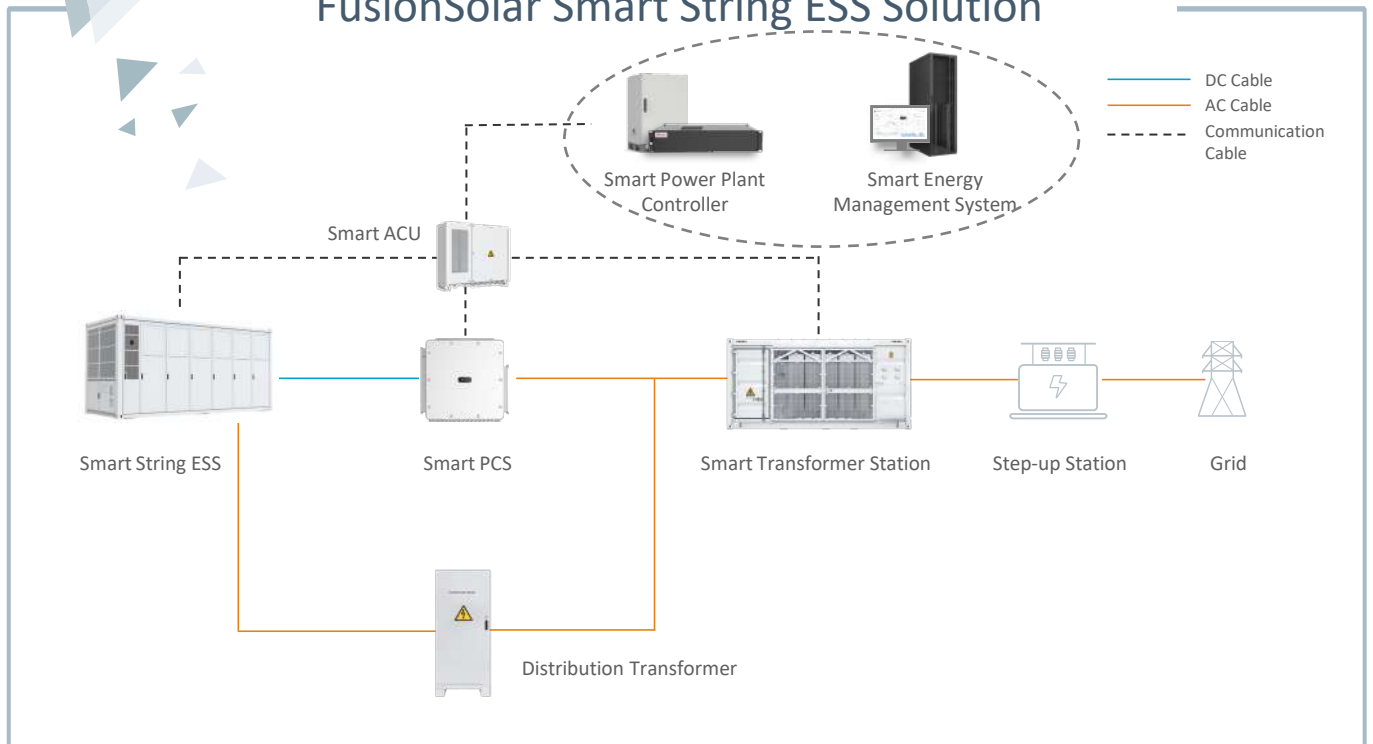 FusionSolar Smart String ESS Solution
DC Cable
AC Cable
Communication
Cable
Smart Power Plant
Controller
Smart Energy
Management System
Smart ACU
Smart String ESS
Smart PCS
Smart Transformer Station
Step-up Station
Grid
Distribution Transformer